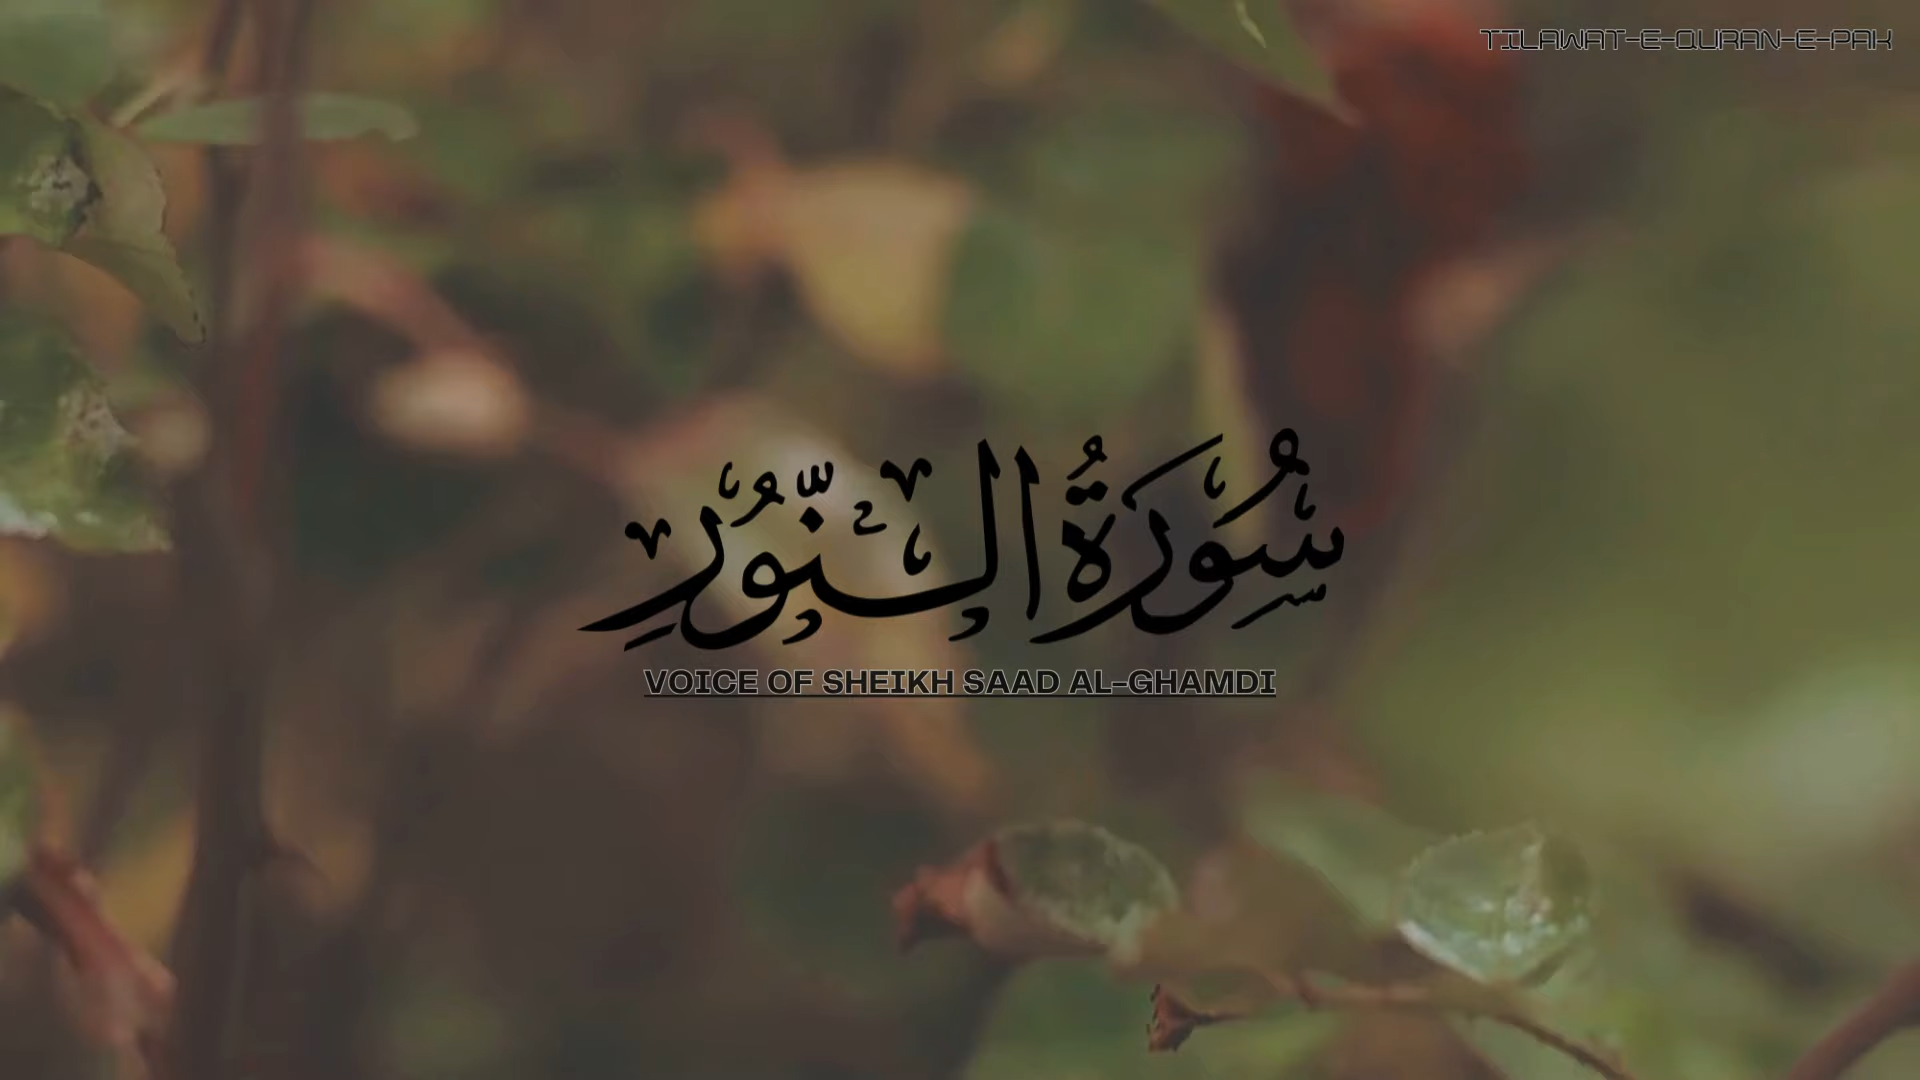 TILAWAT-E-QURAN-E-PAK
سُورَةُ النُّورِ
VOICE OF SHEIKH SAAD AL-GHAMDI